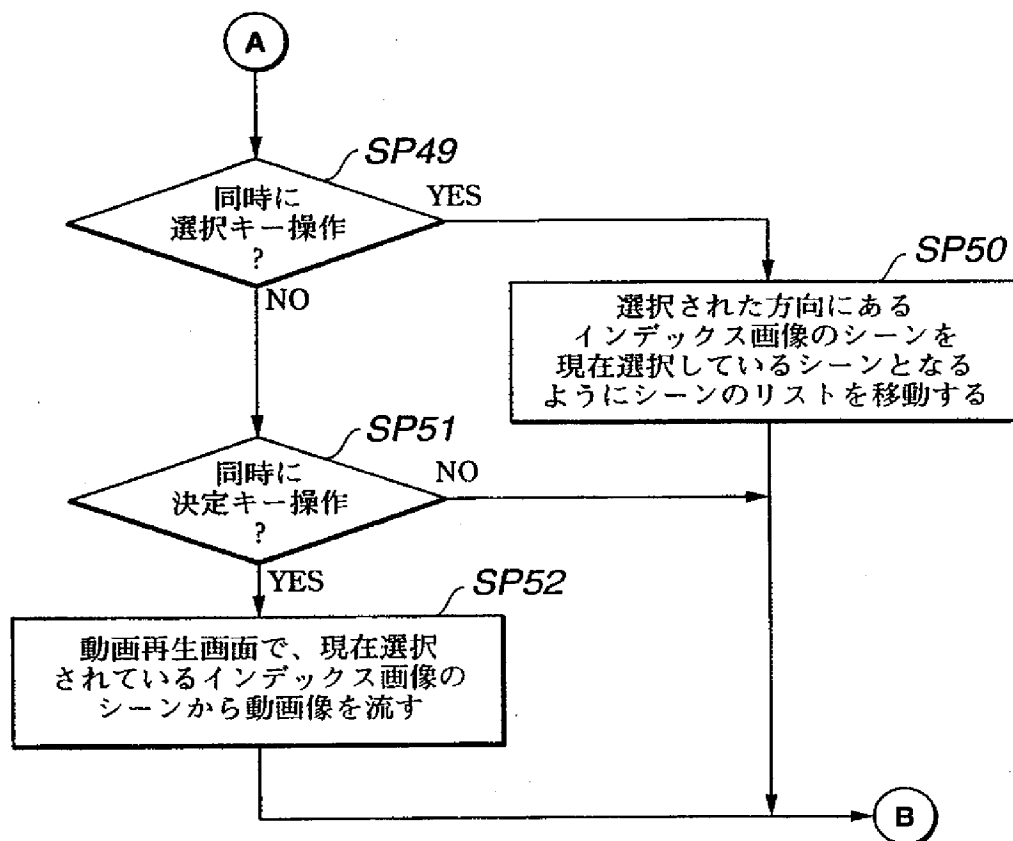 A
SP49
同時に
選択キー操作
?
YES
NO
SP50
選択された方向にある
インデックス画像のシーンを
現在選択しているシーンとなる
ようにシーンのリストを移動する
SP51
同時に
決定キー操作
?
NO
YES
SP52
動画再生画面で、現在選択
されているインデックス画像の
シーンから動画像を流す
B